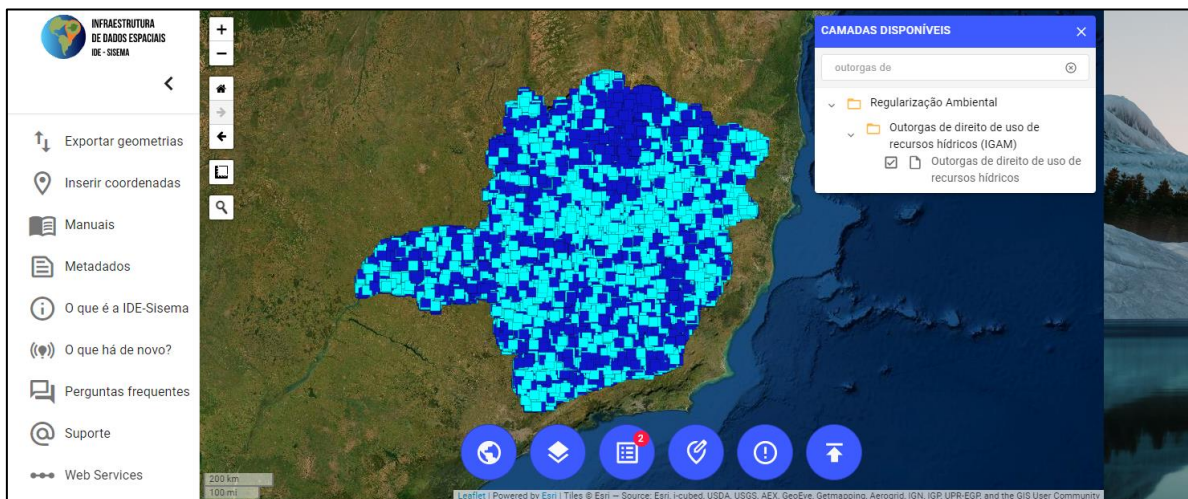 INFRAESTRUTURA
DE DADOS ESPACIAIS
IDE - SISEMA
Exportar geometrias
Inserir coordenadas
Manuais
Metadados
O que é a IDE-Sisema
O que há de novo?
Perguntas frequentes
Suporte
Web Services
+
−
200 km
100 mi
CAMADAS DISPONÍVEIS
outorgas de
Regularização Ambiental
Outorgas de direito de uso de
recursos hídricos (IGAM)
Outorgas de direito de uso de
recursos hídricos
2
Leaflet | Powered by Esri | Tiles © Esri — Source: Esri, i-cubed, USDA, USGS, AEX, GeoEye, Getmapping, Aerogrid, IGN, IGP, UPR-EGP, and the GIS User Community